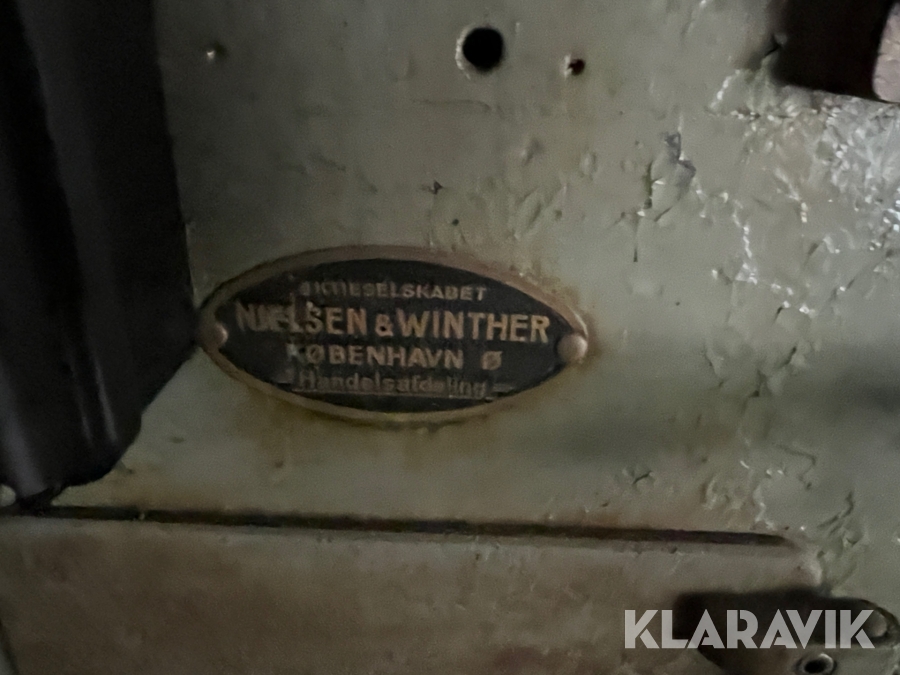 AKTIESELSKABET
NIELSEN & WINTHER
KØBENHAVN Ø
Handelsafdeling
KLARAVIK